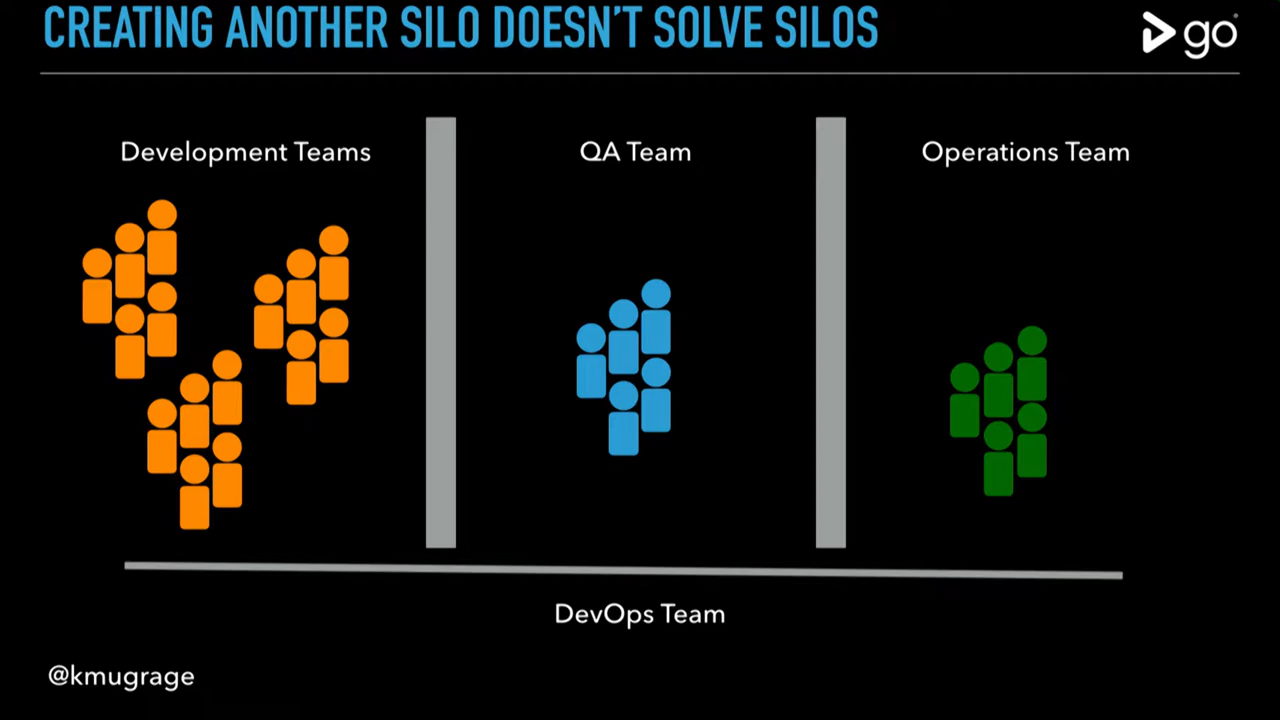 CREATING ANOTHER SILO DOESN'T SOLVE SILOS
go
Development Teams
QA Team
Operations Team
DevOps Team
@kmugrage